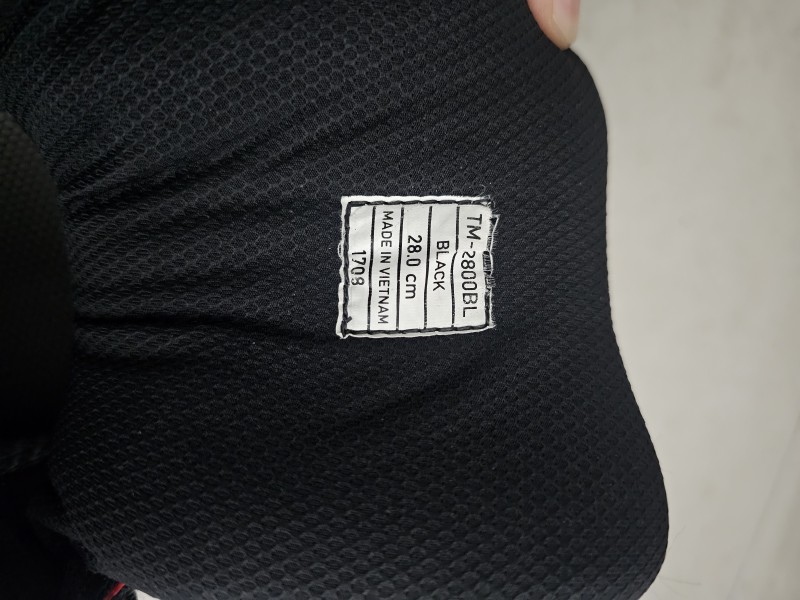 TM-2800BL
BLACK
28.0 cm
MADE IN VIETNAM
1708